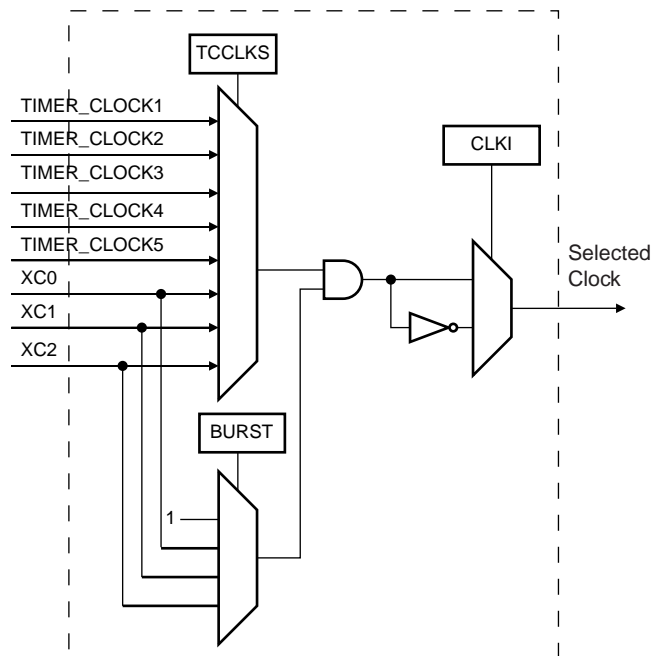 TCCLKS
TIMER_CLOCK1
TIMER_CLOCK2
TIMER_CLOCK3
TIMER_CLOCK4
TIMER_CLOCK5
XC0
XC1
XC2
CLKI
Selected
Clock
BURST
1